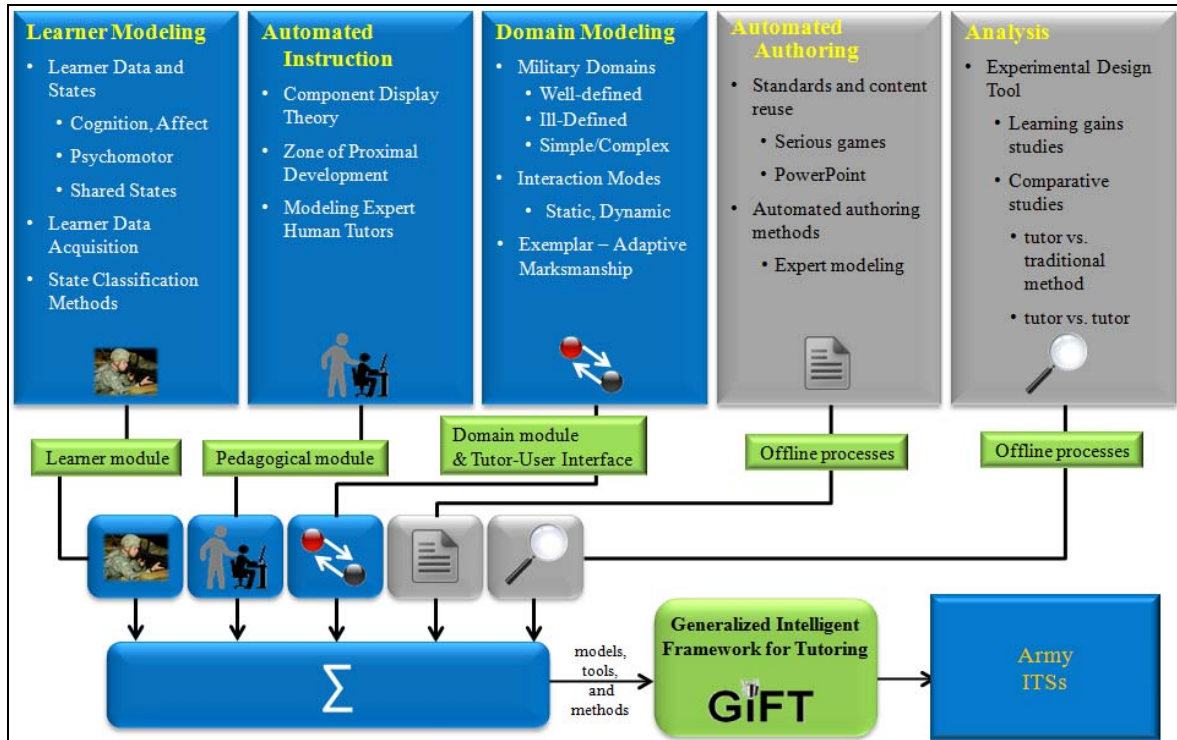 Learner Modeling
• Learner Data and
States
• Cognition, Affect
• Psychomotor
• Shared States
• Learner Data
Acquisition
• State Classification
Methods
Automated
Instruction
• Component Display
Theory
• Zone of Proximal
Development
• Modeling Expert
Human Tutors
Domain Modeling
• Military Domains
• Well-defined
• Ill-Defined
• Simple/Complex
• Interaction Modes
• Static, Dynamic
• Exemplar – Adaptive
Marksmanship
Automated
Authoring
• Standards and content
reuse
• Serious games
• PowerPoint
• Automated authoring
methods
• Expert modeling
Analysis
• Experimental Design
Tool
• Learning gains
studies
• Comparative
studies
• tutor vs.
traditional
method
• tutor vs. tutor
Learner module
Pedagogical module
Domain module
& Tutor-User Interface
Offline processes
Offline processes
Σ
models,
tools,
and
methods
Generalized Intelligent
Framework for Tutoring
GIFT
Army
ITSs